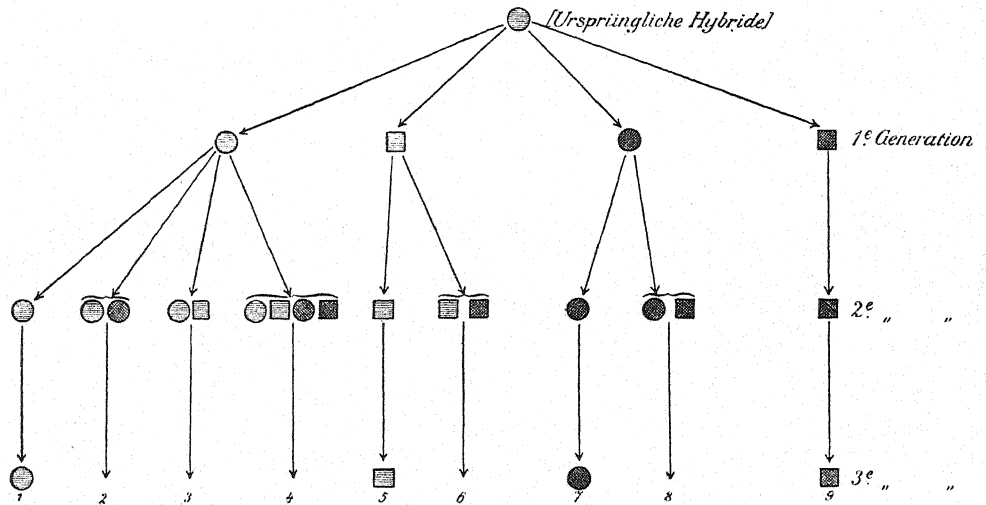 [Ursprüngliche Hybride]
1e. Generation
2e. „ „
3e. „ „
1 2 3 4 5 6 7 8 9